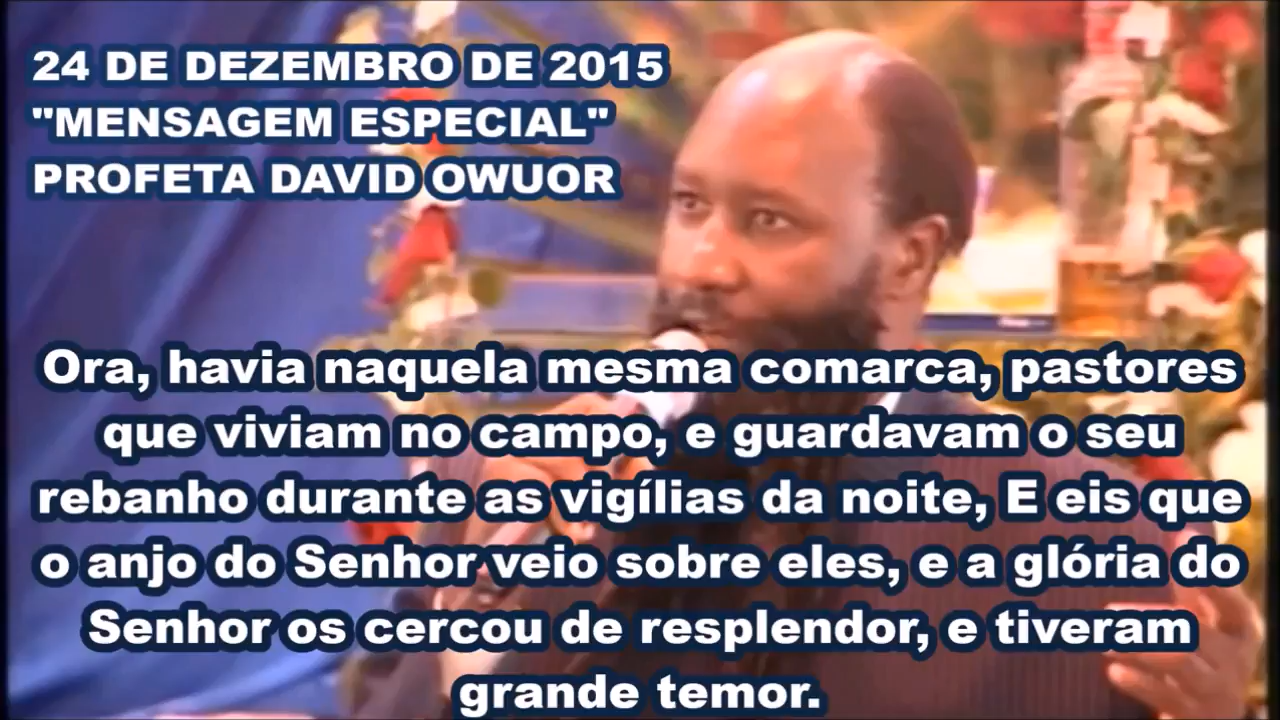 24 DE DEZEMBRO DE 2015
"MENSAGEM ESPECIAL"
PROFETA DAVID OWUOR
Ora, havia naquela mesma comarca, pastores
que viviam no campo, e guardavam o seu
rebanho durante as vigílias da noite, E eis que
o anjo do Senhor veio sobre eles, e a glória do
Senhor os cercou de resplendor, e tiveram
grande temor.